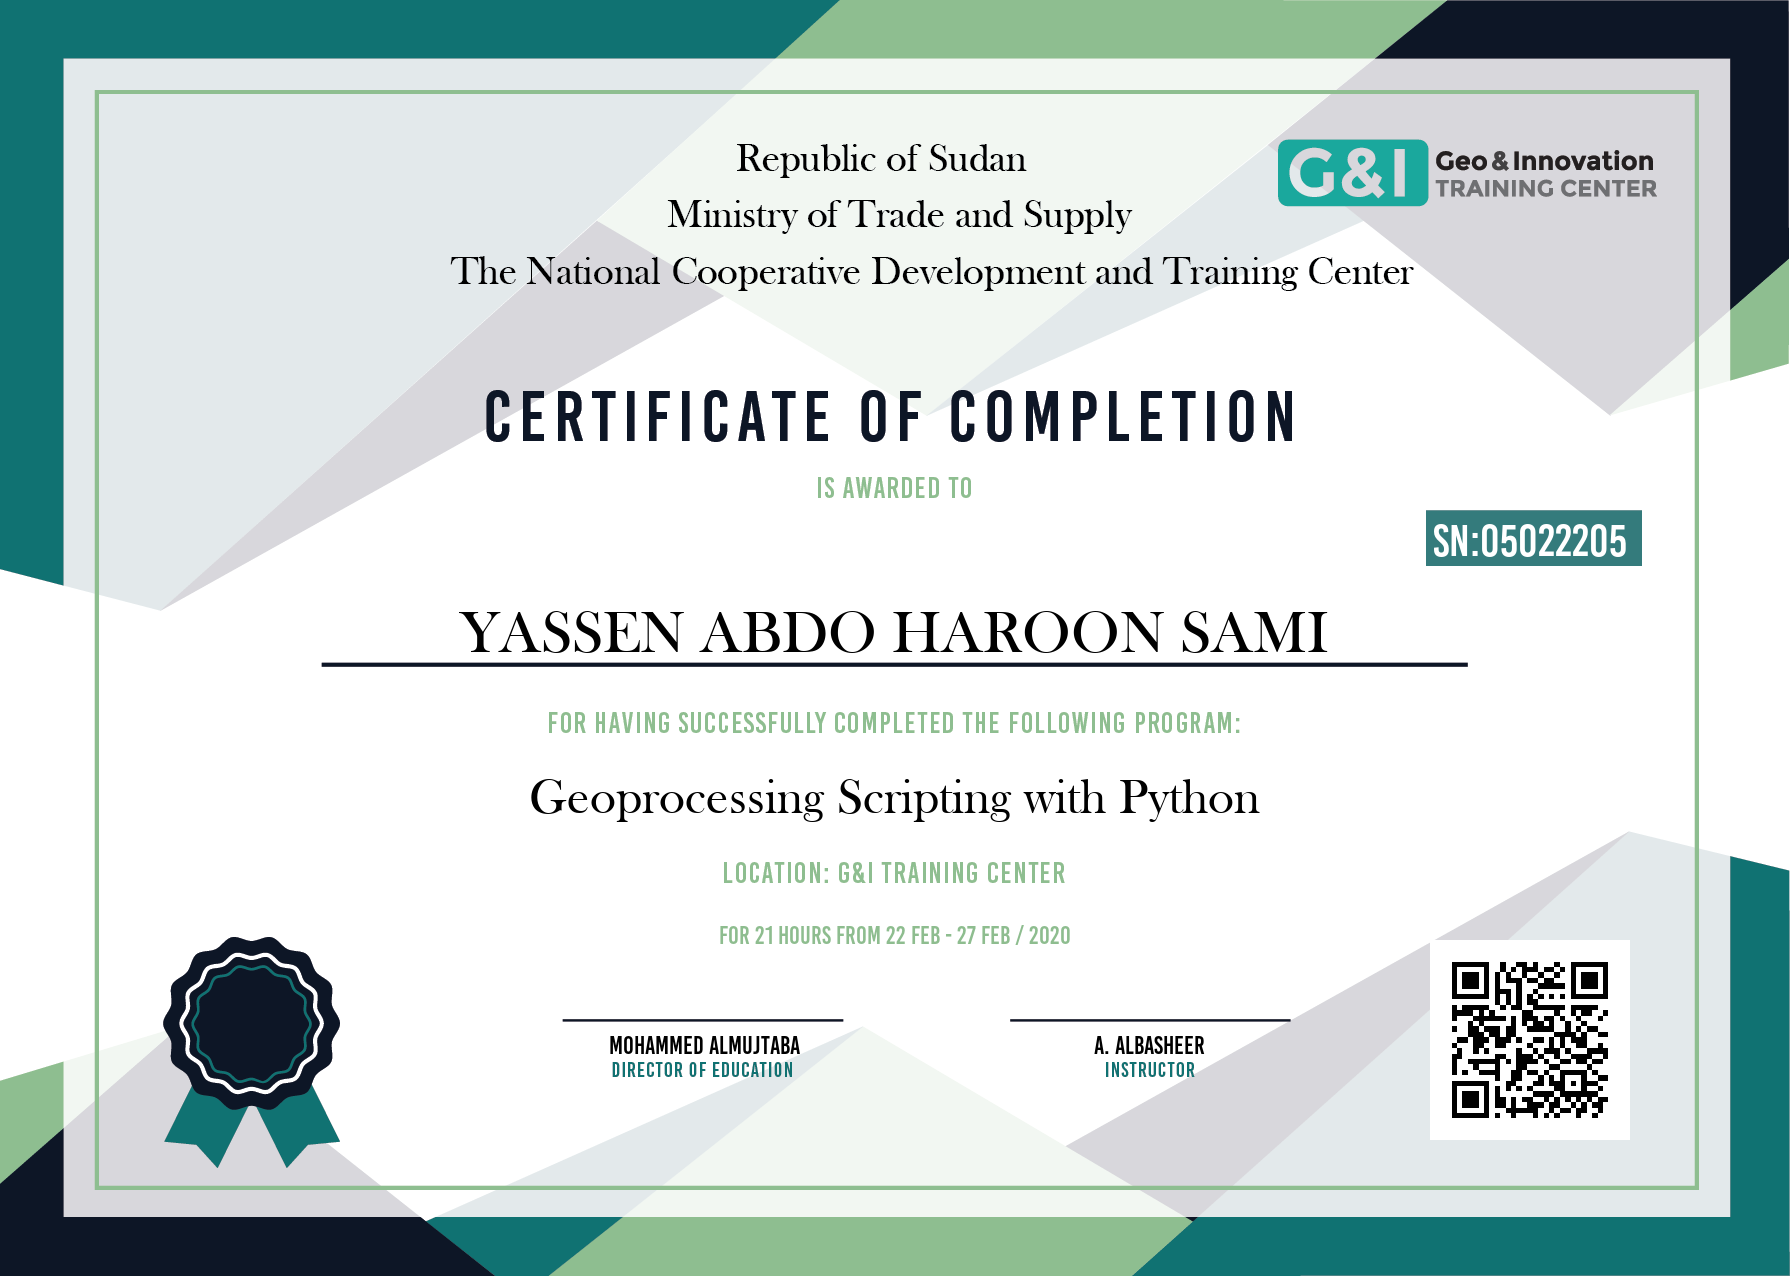 Republic of Sudan
Ministry of Trade and Supply
The National Cooperative Development and Training Center
G&I Geo & Innovation
TRAINING CENTER
CERTIFICATE OF COMPLETION
IS AWARDED TO
SN:05022205
YASSEN ABDO HAROON SAMI
FOR HAVING SUCCESSFULLY COMPLETED THE FOLLOWING PROGRAM:
Geoprocessing Scripting with Python
LOCATION: G&I TRAINING CENTER
FOR 21 HOURS FROM 22 FEB - 27 FEB / 2020
MOHAMMED ALMUJTABA
DIRECTOR OF EDUCATION
A. ALBASHEER
INSTRUCTOR